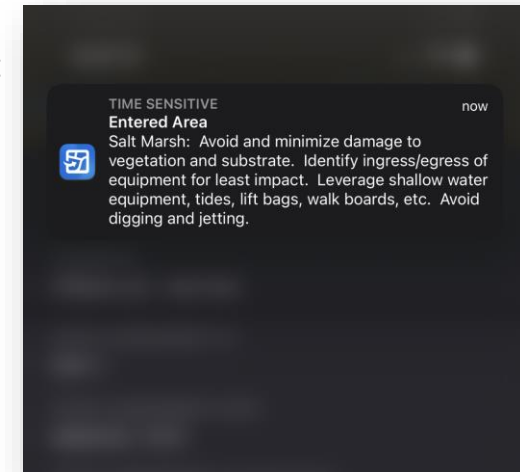 TIME SENSITIVE
now
Entered Area
Salt Marsh: Avoid and minimize damage to
vegetation and substrate. Identify ingress/egress of
equipment for least impact. Leverage shallow water
equipment, tides, lift bags, walk boards, etc. Avoid
digging and jetting.